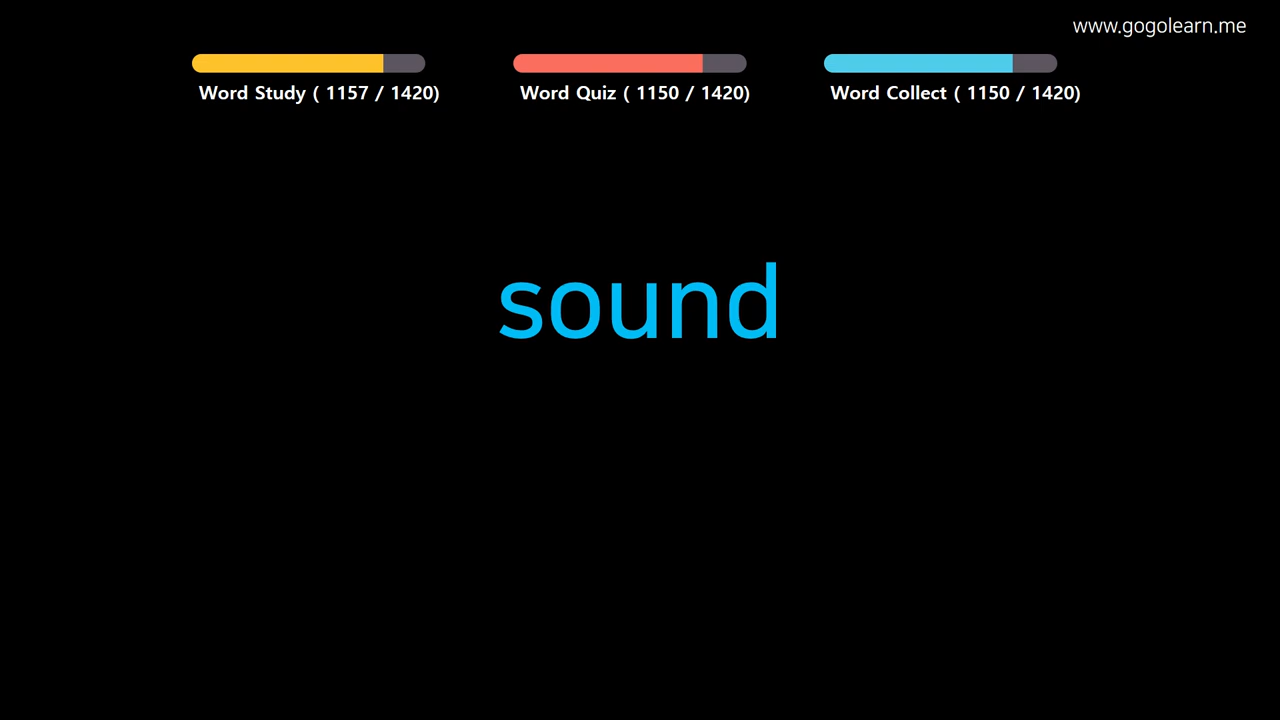 www.gogolearn.me
Word Study ( 1157 / 1420)
Word Quiz ( 1150 / 1420)
Word Collect ( 1150 / 1420)
sound